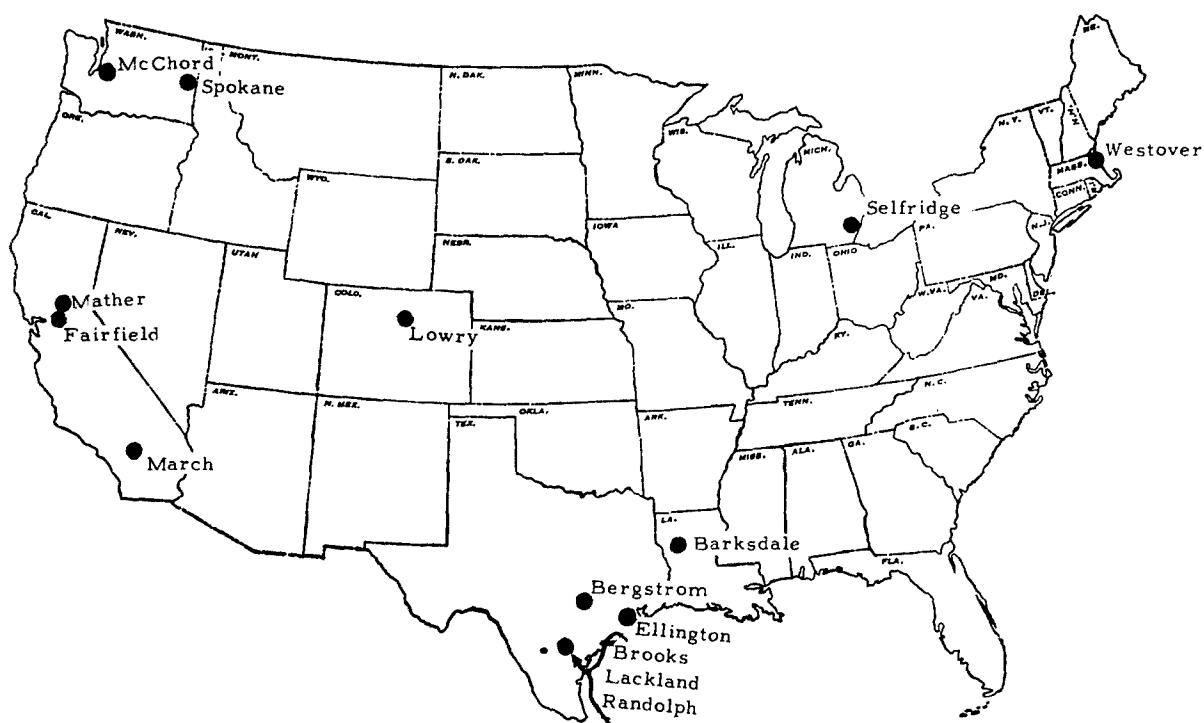 WASH.
McChord
Spokane
MONT.
N. DAK.
MINN.
ME.
ORE.
S. DAK.
WIS.
MICH.
N.Y.
VT.
N.H.
Westover
MASS.
CONN.
WYO.
Selfridge
CAL.
NEV.
UTAH
NEBR.
IOWA
ILL.
IND.
OHIO
PA.
N.J.
Mather
Fairfield
COLO.
Lowry
KANS.
MO.
KY.
W.VA.
VA.
MD.
DEL.
ARIZ.
N. MEX.
TEX.
OKLA.
ARK.
TENN.
N.C.
S.C.
March
MISS.
ALA.
GA.
LA.
Barksdale
FLA.
Bergstrom
Ellington
Brooks
Lackland
Randolph